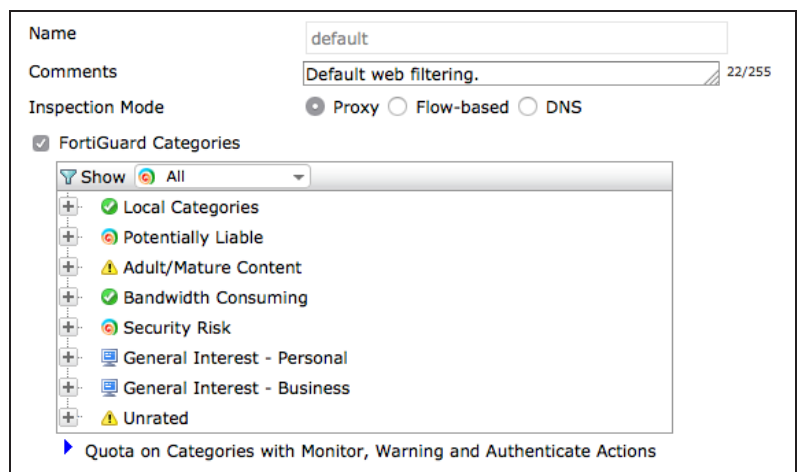 Name default
Comments Default web filtering. 22/255
Inspection Mode Proxy Flow-based DNS
FortiGuard Categories
Show All
Local Categories
Potentially Liable
Adult/Mature Content
Bandwidth Consuming
Security Risk
General Interest - Personal
General Interest - Business
Unrated
Quota on Categories with Monitor, Warning and Authenticate Actions